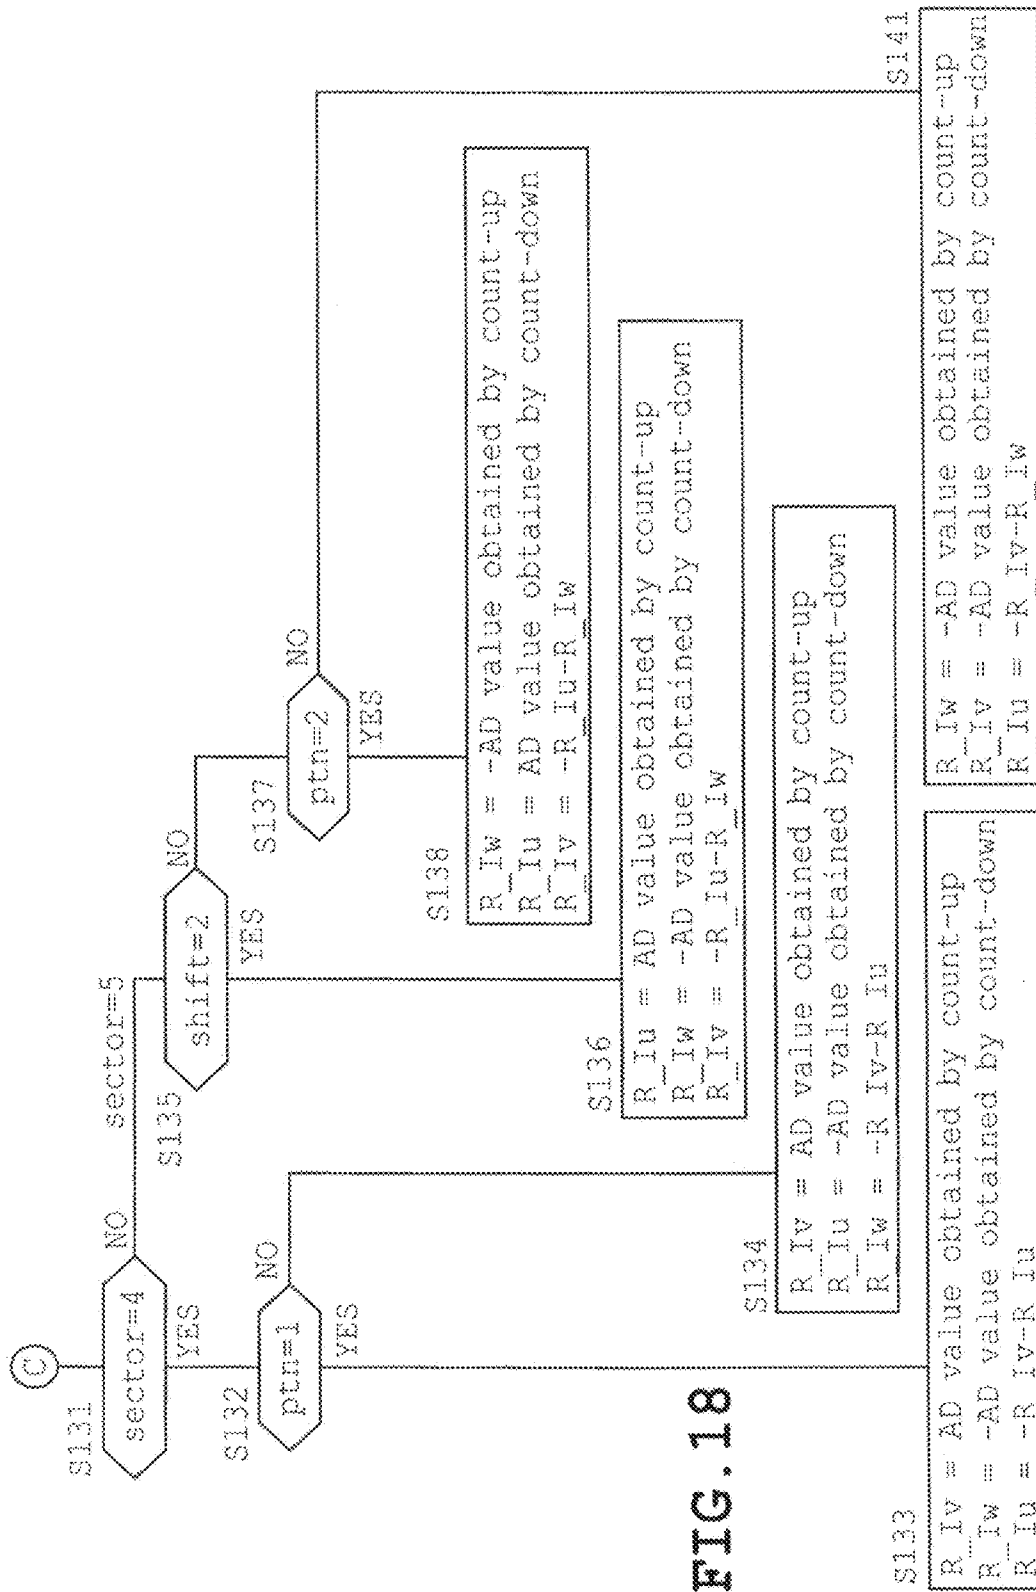 C
S131
sector=4
NO
YES
sector=5
S135
shift=2
NO
YES
S137
ptn=2
NO
YES
S132
ptn=1
NO
YES
S138
R_Iw = -AD value obtained by count-up
R_Iu = AD value obtained by count-down
R_Iv = -R_Iu-R_Iw
S136
R_Iu = AD value obtained by count-up
R_Iw = -AD value obtained by count-down
R_Iv = -R_Iu-R_Iw
S134
R_Iv = AD value obtained by count-up
R_Iu = -AD value obtained by count-down
R_Iw = -R_Iv-R_Iu
S133
R_Iv = AD value obtained by count-up
R_Iw = -AD value obtained by count-down
R_Iu = -R_Iv-R_Iu
S141
R_Iw = -AD value obtained by count-up
R_Iv = -AD value obtained by count-down
R_Iu = -R_Iv-R_Iw
FIG.18